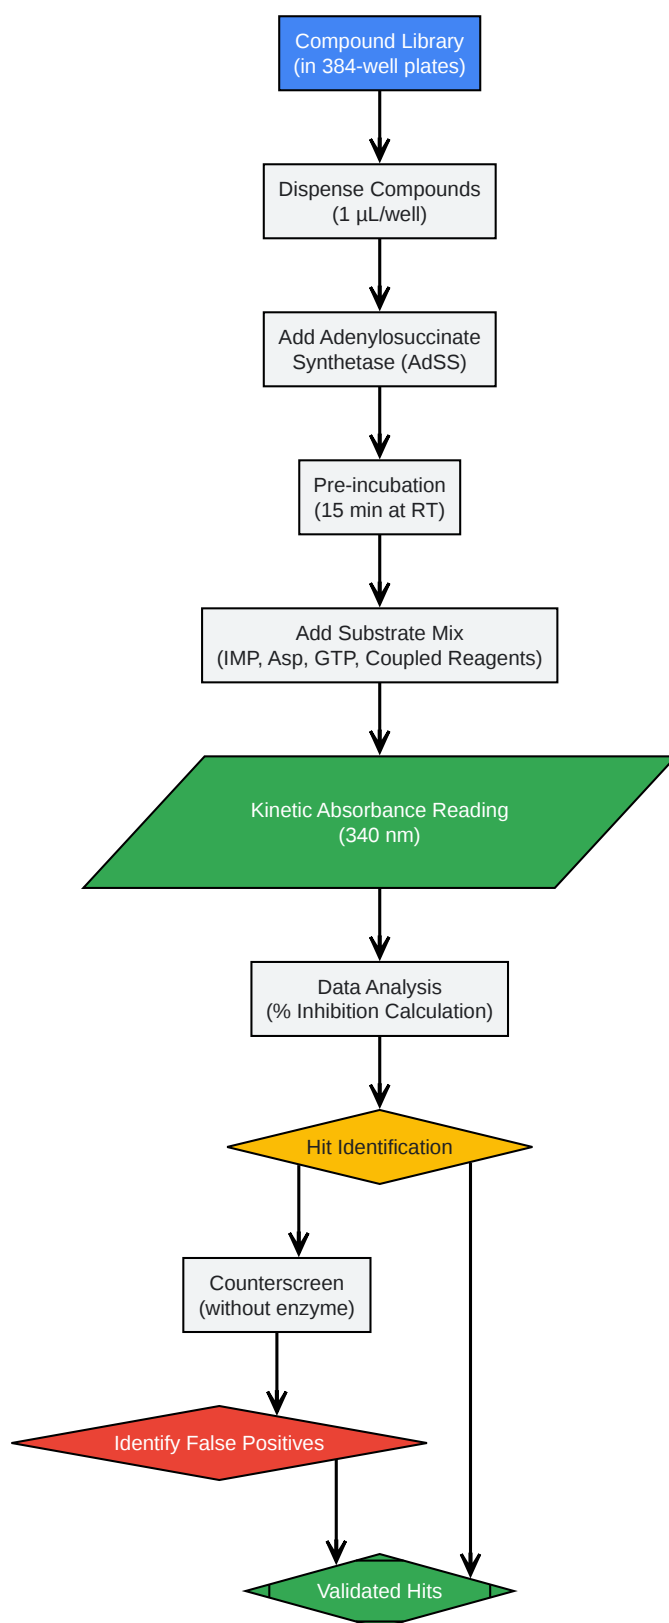 Compound Library
(in 384-well plates)
Dispense Compounds
(1 µL/well)
Add Adenylosuccinate
Synthetase (AdSS)
Pre-incubation
(15 min at RT)
Add Substrate Mix
(IMP, Asp, GTP, Coupled Reagents)
Kinetic Absorbance Reading
(340 nm)
Data Analysis
(% Inhibition Calculation)
Hit Identification
Counterscreen
(without enzyme)
Identify False Positives
Validated Hits